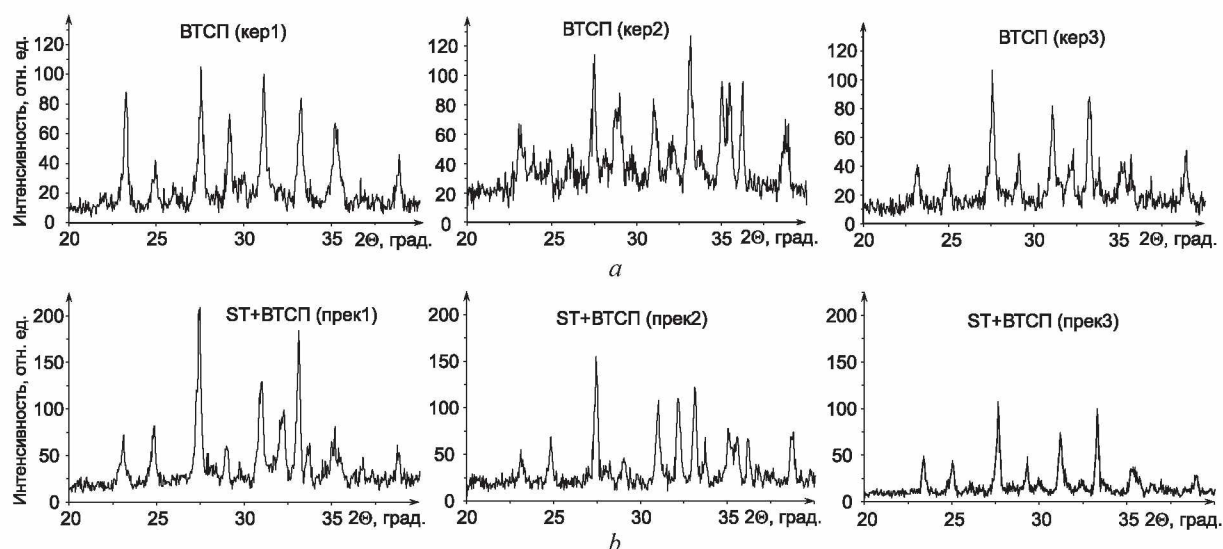 Интенсивность, отн. ед.
ВТСП (кер1)
120
100
80
60
40
20
0
20 25 30 35 2Θ, град.
ВТСП (кер2)
120
100
80
60
40
20
0
20 25 30 35 2Θ, град.
ВТСП (кер3)
120
100
80
60
40
20
0
20 25 30 35 2Θ, град.
a
Интенсивность, отн. ед.
ST+ВТСП (прек1)
200
150
100
50
0
20 25 30 35 2Θ, град.
ST+ВТСП (прек2)
200
150
100
50
0
20 25 30 35 2Θ, град.
ST+ВТСП (прек3)
200
150
100
50
0
20 25 30 35 2Θ, град.
b